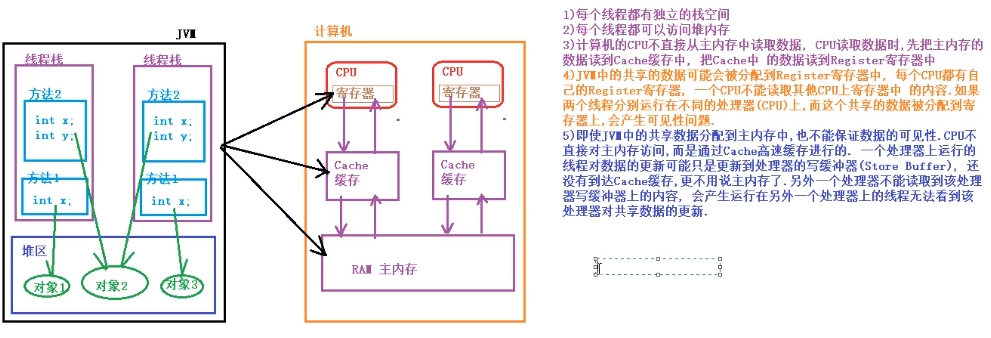 JVM
线程栈
线程栈
方法2
int x;
int y;
方法1
int x;
方法2
int x;
int y;
方法1
int x;
堆区
对象1
对象2
对象3
计算机
CPU
寄存器
CPU
寄存器
Cache
缓存
Cache
缓存
RAM 主内存
1)每个线程都有独立的栈空间
2)每个线程都可以访问堆内存
3)计算机的CPU不直接从主内存中读取数据, CPU读取数据时,先把主内存的
数据读到Cache缓存中, 把Cache中 的数据读到Register寄存器中
4)JVM中的共享的数据可能会被分配到Register寄存器中, 每个CPU都有自
己的Register寄存器, 一个CPU不能读取其他CPU上寄存器中 的内容.如果
两个线程分别运行在不同的处理器(CPU)上,而这个共享的数据被分配到寄
存器上,会产生可见性问题.
5)即使JVM中的共享数据分配到主内存中,也不能保证数据的可见性.CPU不
直接对主内存访问,而是通过Cache高速缓存进行的. 一个处理器上运行的
线程对数据的更新可能只是更新到处理器的写缓冲器(Store Buffer), 还
没有到达Cache缓存,更不用说主内存了.另外一个处理器不能读取到该处理
器写缓冲器上的内容, 会产生运行在另外一个处理器上的线程无法看到该
处理器对共享数据的更新.